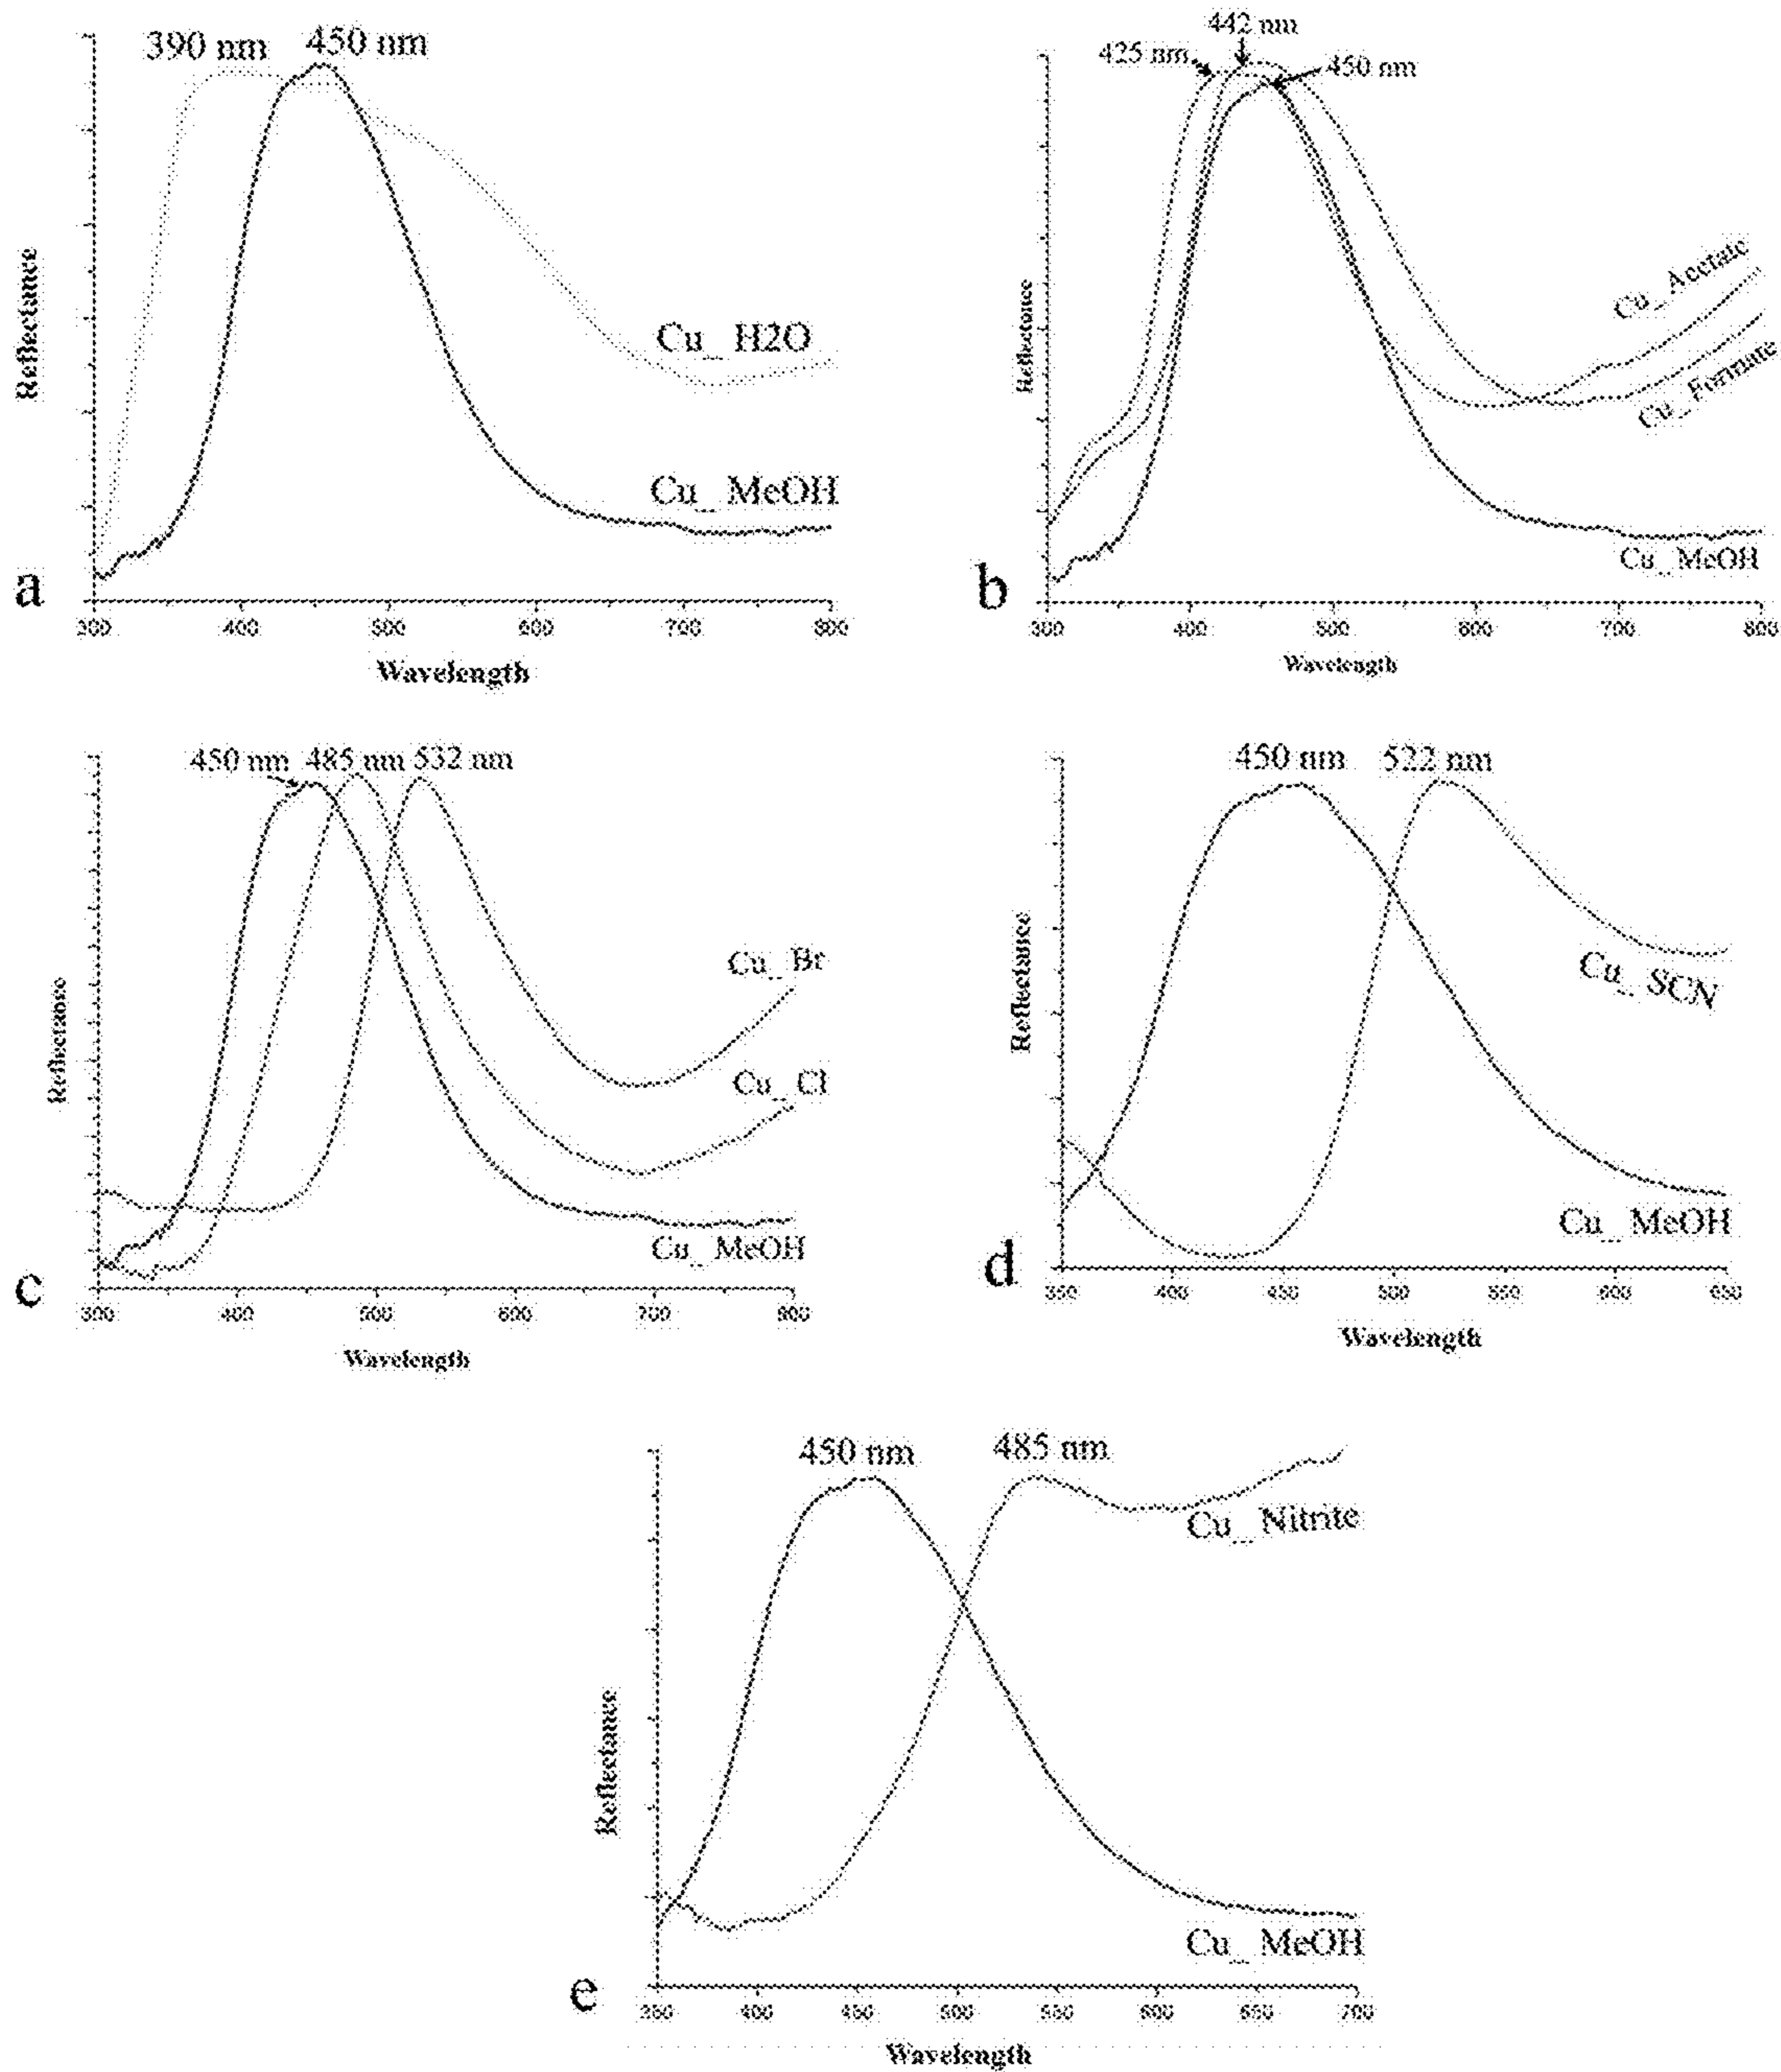 390 nm 450 nm
Reflectance
Cu_ H2O
Cu_ MeOH
a
300 400 500 600 700 800
Wavelength
442 nm
425 nm
450 nm
Reflectance
Cu_ Acetate
Cu_ Formate
Cu_ MeOH
b
300 400 500 600 700 800
Wavelength
450 nm 485 nm 532 nm
Reflectance
Cu_ Br
Cu_ Cl
Cu_ MeOH
c
300 400 500 600 700 800
Wavelength
450 nm 522 nm
Reflectance
Cu_ SCN
Cu_ MeOH
d
350 400 450 500 550 600 650
Wavelength
450 nm 485 nm
Cu_ Nitrite
Reflectance
Cu_ MeOH
e
350 400 450 500 550 600 650 700
Wavelength